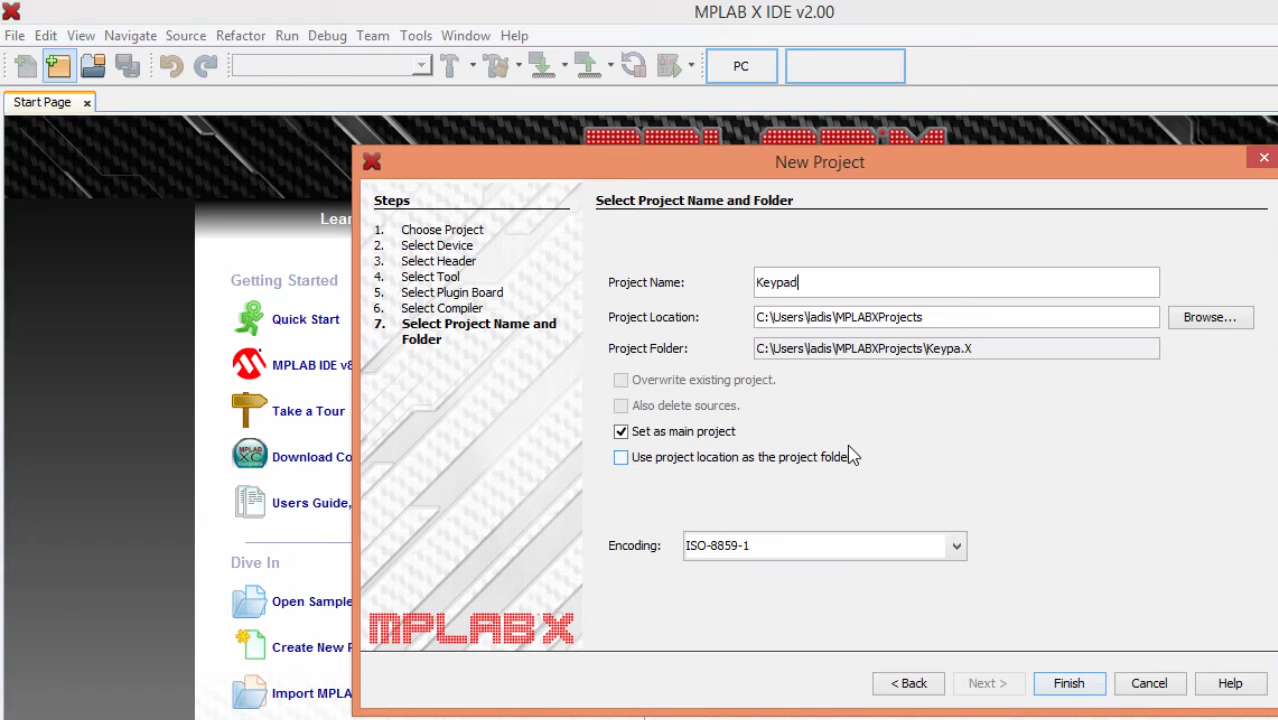 MPLAB X IDE v2.00
File Edit View Navigate Source Refactor Run Debug Team Tools Window Help
PC
Start Page
New Project
Steps
1. Choose Project
2. Select Device
3. Select Header
4. Select Tool
5. Select Plugin Board
6. Select Compiler
7. Select Project Name and
Folder
MPLAB X
Select Project Name and Folder
Project Name: Keypad
Project Location: C:\Users\ladis\MPLABXProjects Browse...
Project Folder: C:\Users\ladis\MPLABXProjects\Keypa.X
Overwrite existing project.
Also delete sources.
Set as main project
Use project location as the project folder
Encoding: ISO-8859-1
< Back Next > Finish Cancel Help
Getting Started
Quick Start
MPLAB IDE v8
Take a Tour
Download Co
Users Guide,
Dive In
Open Sample
Create New P
Import MPLA